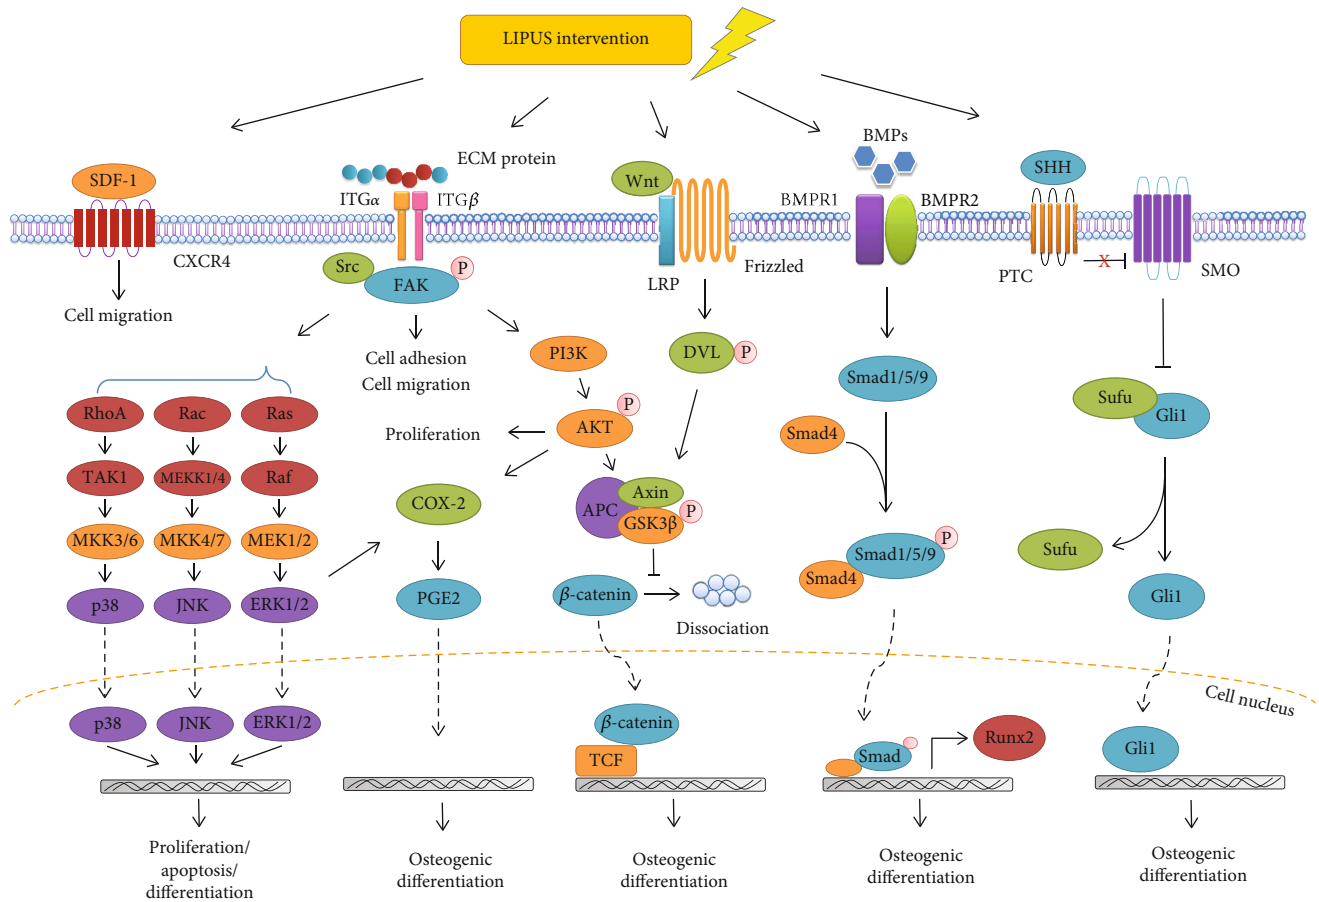 LIPUS intervention
BMPs
ECM protein
SDF-1
Wnt
SHH
ITGα
ITGβ
BMPR1
BMPR2
CXCR4
Src
P
FAK
LRP
Frizzled
PTC
X
SMO
Cell migration
Cell adhesion
Cell migration
PI3K
DVL
P
Smad1/5/9
Sufu
Gli1
RhoA
Rac
Ras
P
AKT
Proliferation
Smad4
TAK1
MEKK1/4
Raf
COX-2
APC
Axin
GSK3β
P
MKK3/6
MKK4/7
MEK1/2
Smad1/5/9
P
Smad4
Sufu
p38
JNK
ERK1/2
PGE2
β-catenin
Dissociation
Gli1
Cell nucleus
p38
JNK
ERK1/2
β-catenin
TCF
Smad
Runx2
Gli1
Proliferation/
apoptosis/
differentiation
Osteogenic
differentiation
Osteogenic
differentiation
Osteogenic
differentiation
Osteogenic
differentiation